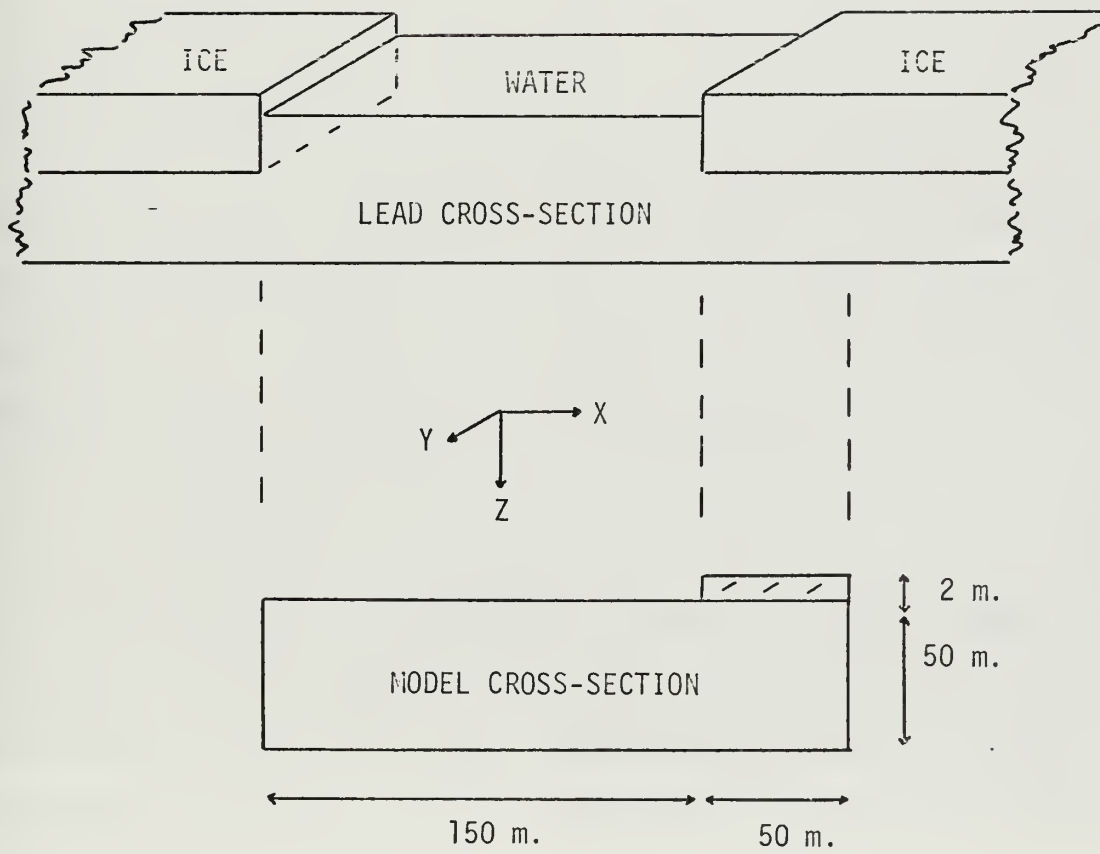 ICE
WATER
ICE
LEAD CROSS-SECTION
X
Y
Z
2 m.
50 m.
MODEL CROSS-SECTION
150 m.
50 m.